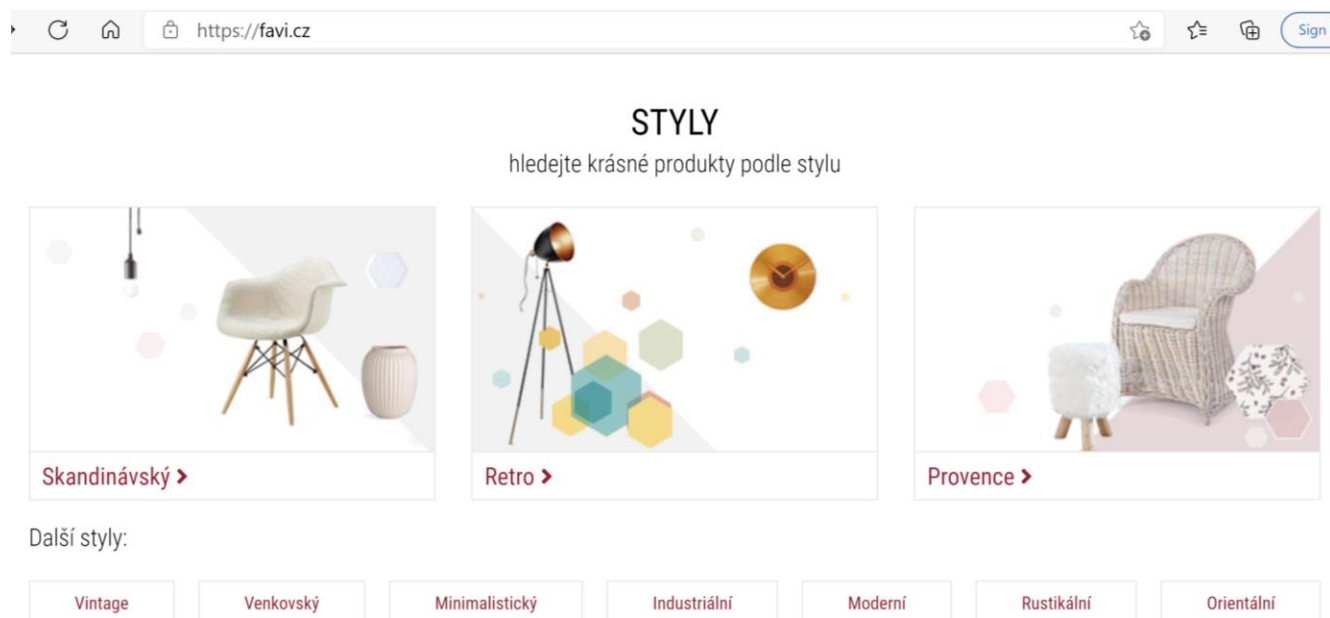 https://favi.cz
Sign
STYLY
hledejte krásné produkty podle stylu
Skandinávský
Retro
Provence
Další styly:
Vintage Venkovský Minimalistický Industriální Moderní Rustikální Orientální